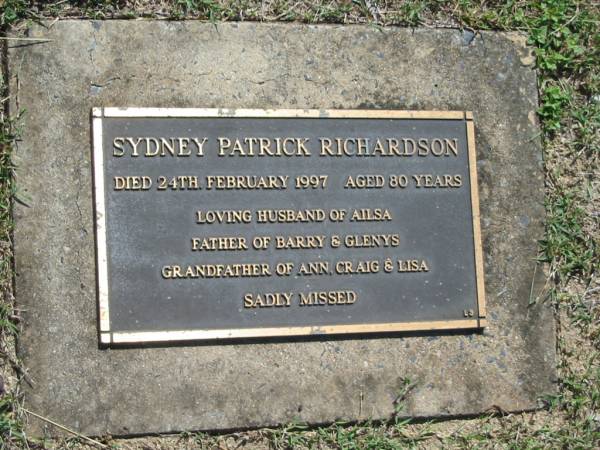 SYDNEY PATRICK RICHARDSON
DIED 24TH. FEBRUARY 1997 AGED 80 YEARS
LOVING HUSBAND OF AILSA
FATHER OF BARRY & GLENYS
GRANDFATHER OF ANN, CRAIG & LISA
SADLY MISSED